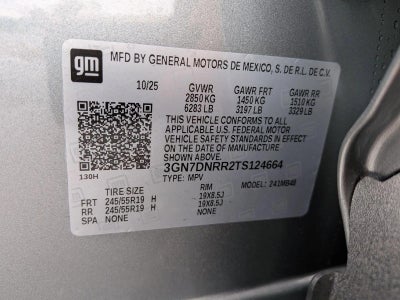 gm
MFD BY GENERAL MOTORS DE MEXICO, S. DE R.L. DE C.V.
10/25 GVWR GAWR FRT GAWR RR
2850 KG 1450 KG 1510 KG
6283 LB 3197 LB 3329 LB
THIS VEHICLE CONFORMS TO ALL
APPLICABLE U.S. FEDERAL MOTOR
VEHICLE SAFETY STANDARDS IN EFFECT
ON THE DATE OF MANUFACTURE
SHOWN ABOVE.
3GN7DNRR2TS124664
130H TYPE: MPV MODEL: 241MB48
TIRE SIZE RIM
FRT 245/55R19 H 19X8.5J
RR 245/55R19 H 19X8.5J
SPA NONE NONE